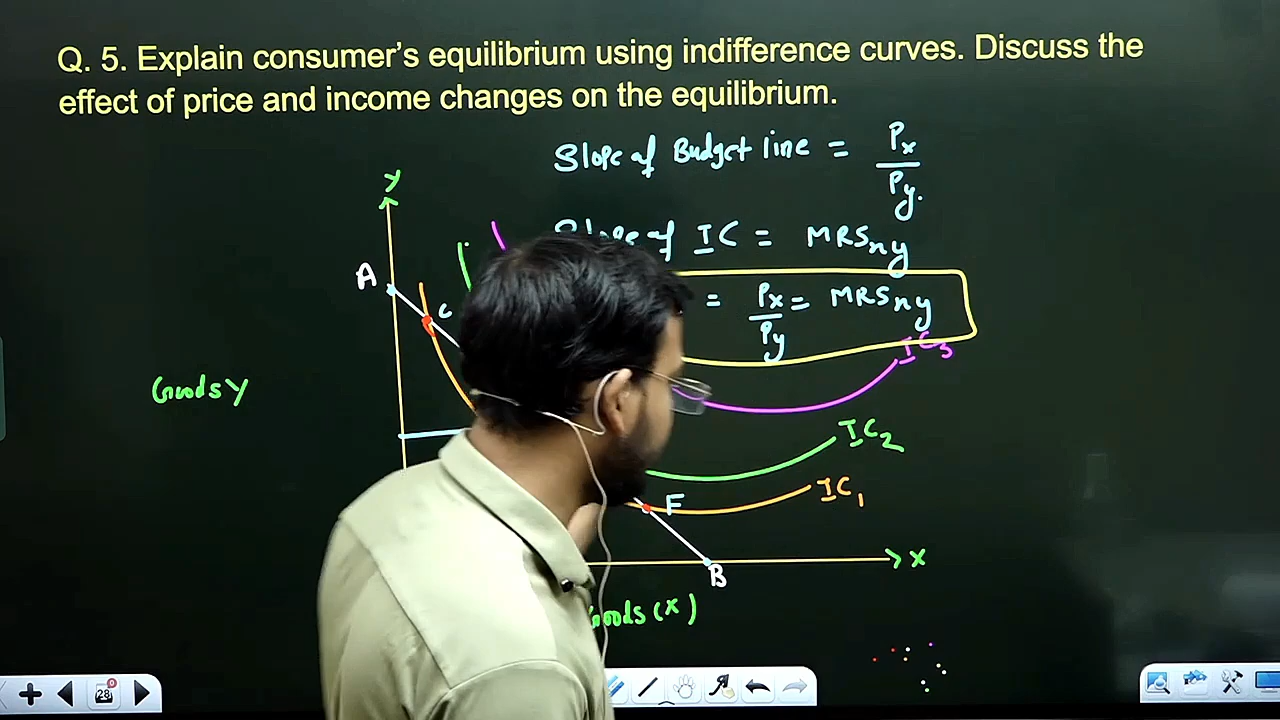 Q. 5. Explain consumer's equilibrium using indifference curves. Discuss the
effect of price and income changes on the equilibrium.
Slope of Budget line = Px
Py.
Slope of IC = MRSxy
= Px = MRSxy
Py
Y
A
C
IC3
Goods Y
IC2
IC1
F
B
X
Goods (X)
28